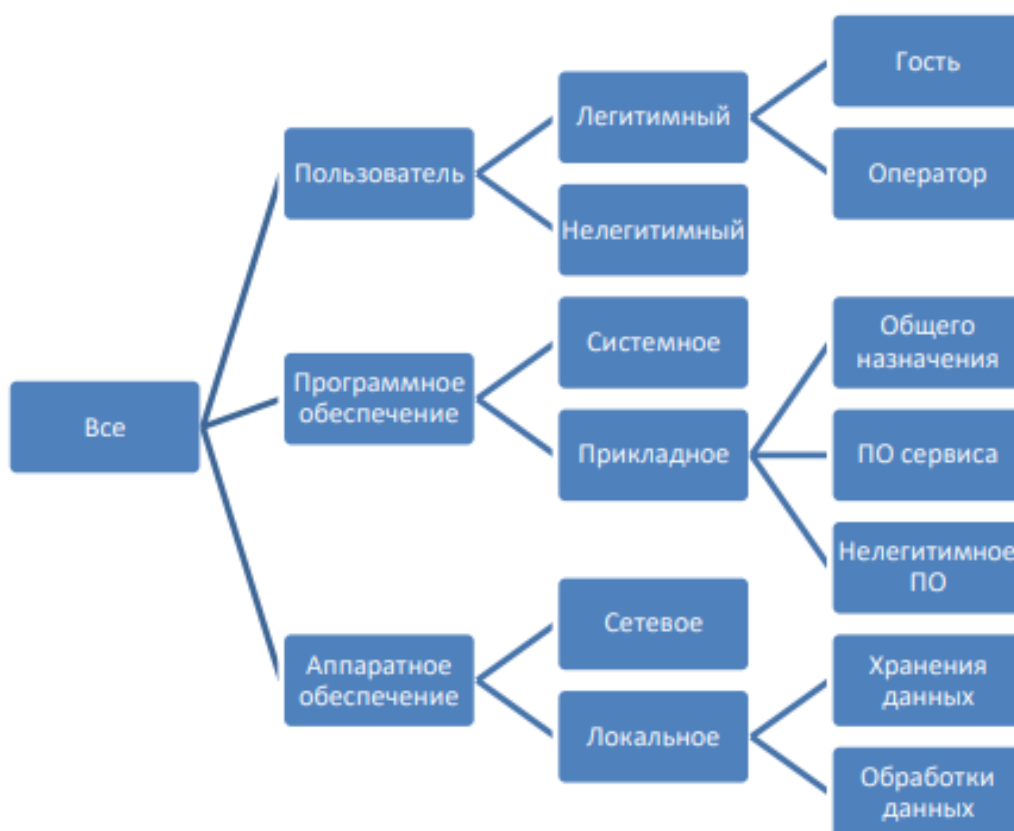 Все
Пользователь
Легитимный
Гость
Оператор
Нелегитимный
Программное
обеспечение
Системное
Прикладное
Общего
назначения
ПО сервиса
Нелегитимное
ПО
Аппаратное
обеспечение
Сетевое
Локальное
Хранения
данных
Обработки
данных